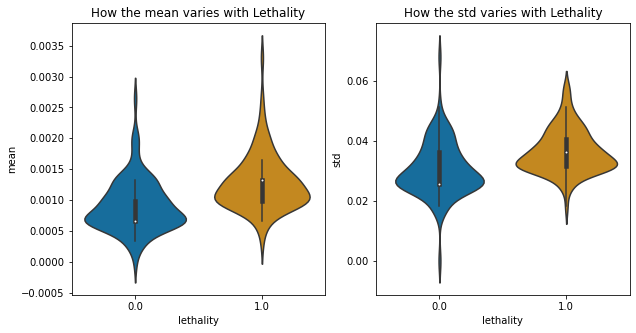 How the mean varies with Lethality
mean
0.0035
0.0030
0.0025
0.0020
0.0015
0.0010
0.0005
0.0000
−0.0005
0.0
1.0
lethality
How the std varies with Lethality
std
0.06
0.04
0.02
0.00
0.0
1.0
lethality